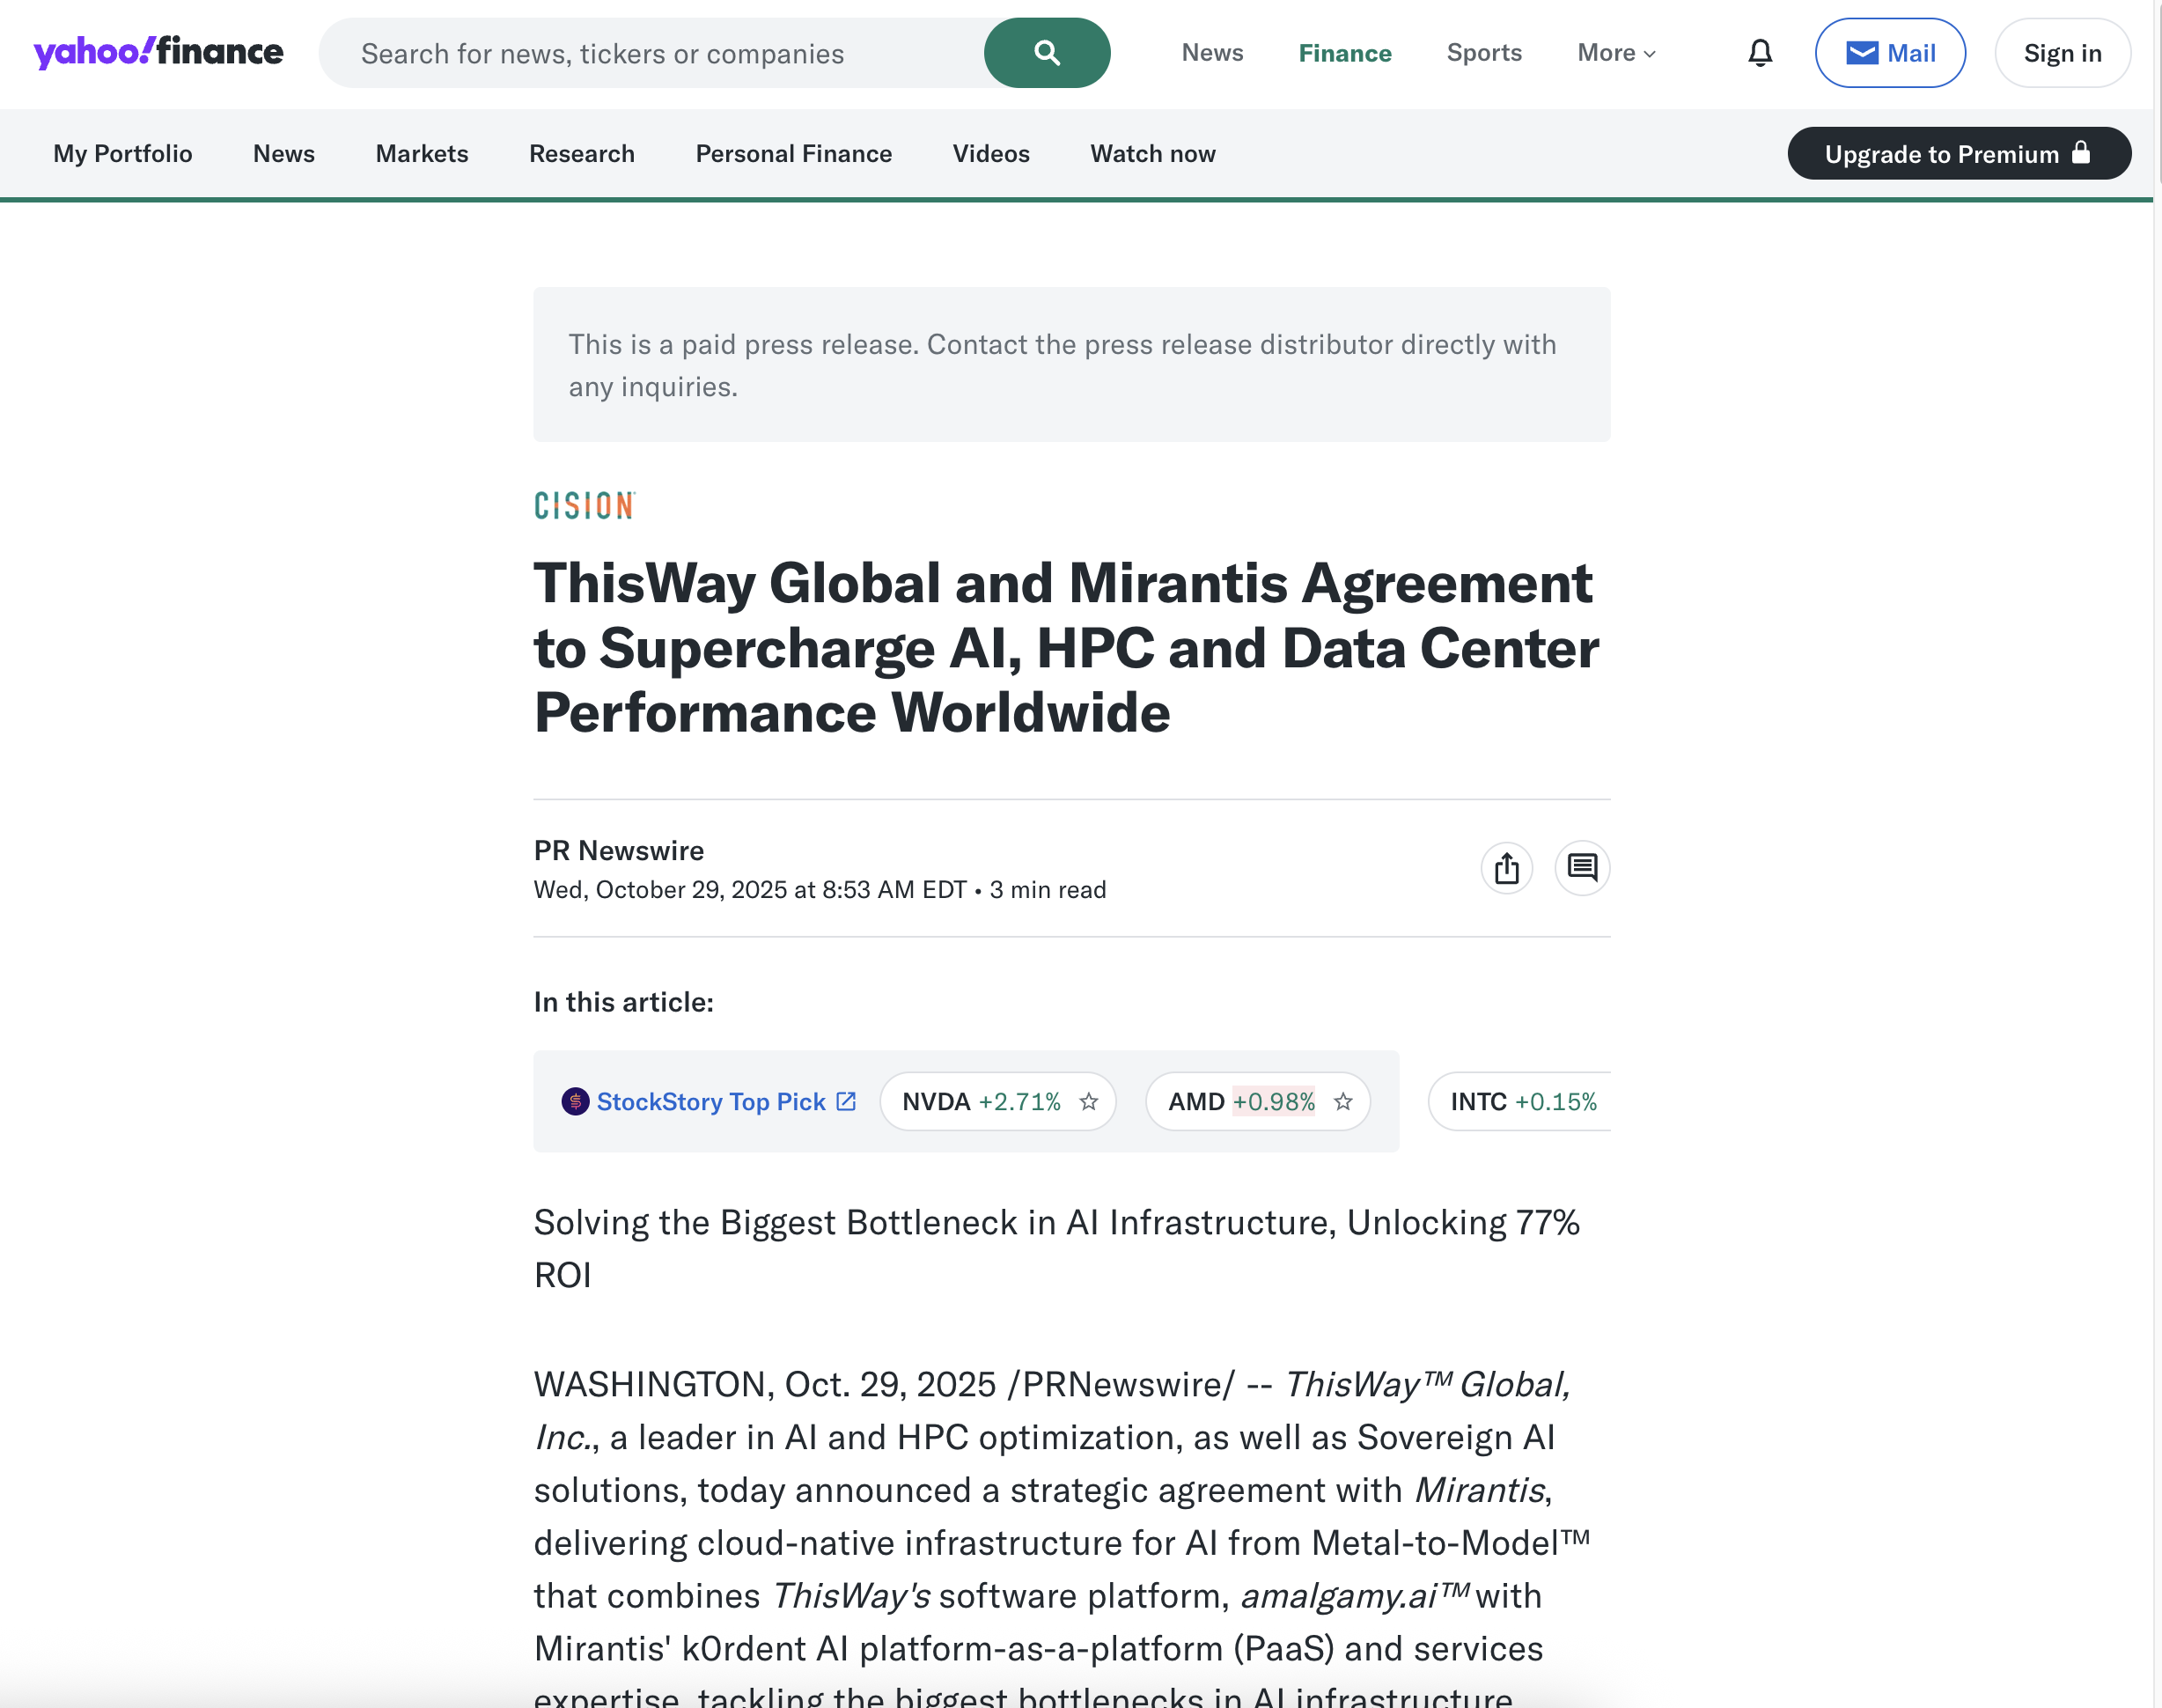 yahoo!finance
Search for news, tickers or companies
News
Finance
Sports
More
Mail
Sign in
My Portfolio
News
Markets
Research
Personal Finance
Videos
Watch now
Upgrade to Premium
This is a paid press release. Contact the press release distributor directly with
any inquiries.
CISION
ThisWay Global and Mirantis Agreement
to Supercharge AI, HPC and Data Center
Performance Worldwide
PR Newswire
Wed, October 29, 2025 at 8:53 AM EDT • 3 min read
In this article:
StockStory Top Pick
NVDA +2.71%
AMD +0.98%
INTC +0.15%
Solving the Biggest Bottleneck in AI Infrastructure, Unlocking 77%
ROI
WASHINGTON, Oct. 29, 2025 /PRNewswire/ -- ThisWay™ Global,
Inc., a leader in AI and HPC optimization, as well as Sovereign AI
solutions, today announced a strategic agreement with Mirantis,
delivering cloud-native infrastructure for AI from Metal-to-Model™
that combines ThisWay's software platform, amalgamy.ai™ with
Mirantis' k0rdent AI platform-as-a-platform (PaaS) and services
expertise, tackling the biggest bottlenecks in AI infrastructure